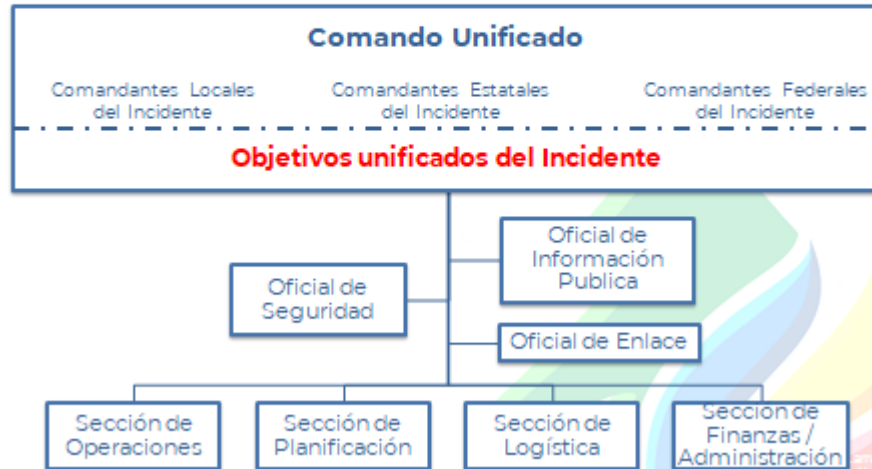 Comando Unificado
Comandantes Locales
del Incidente
Comandantes Estatales
del Incidente
Comandantes Federales
del Incidente
Objetivos unificados del Incidente
Oficial de
Información
Publica
Oficial de
Seguridad
Oficial de Enlace
Sección de
Operaciones
Sección de
Planificación
Sección de
Logística
Sección de
Finanzas /
Administración